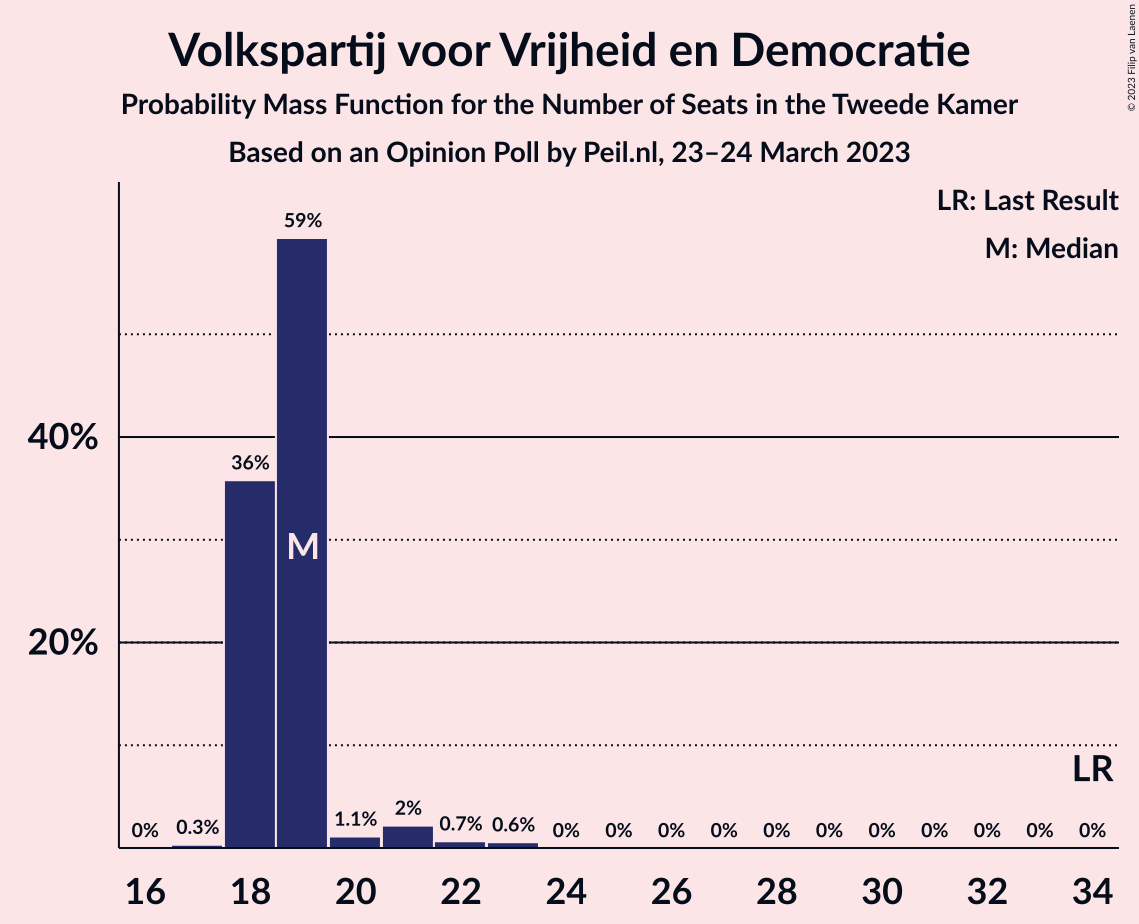 Volkspartij voor Vrijheid en Democratie
Probability Mass Function for the Number of Seats in the Tweede Kamer
Based on an Opinion Poll by Peil.nl, 23–24 March 2023
© 2023 Filip van Laenen
LR: Last Result
M: Median
59%
40%
36%
M
20%
LR
0% 0.3% 1.1% 2% 0.7% 0.6% 0% 0% 0% 0% 0% 0% 0% 0% 0% 0% 0%
16 18 20 22 24 26 28 30 32 34